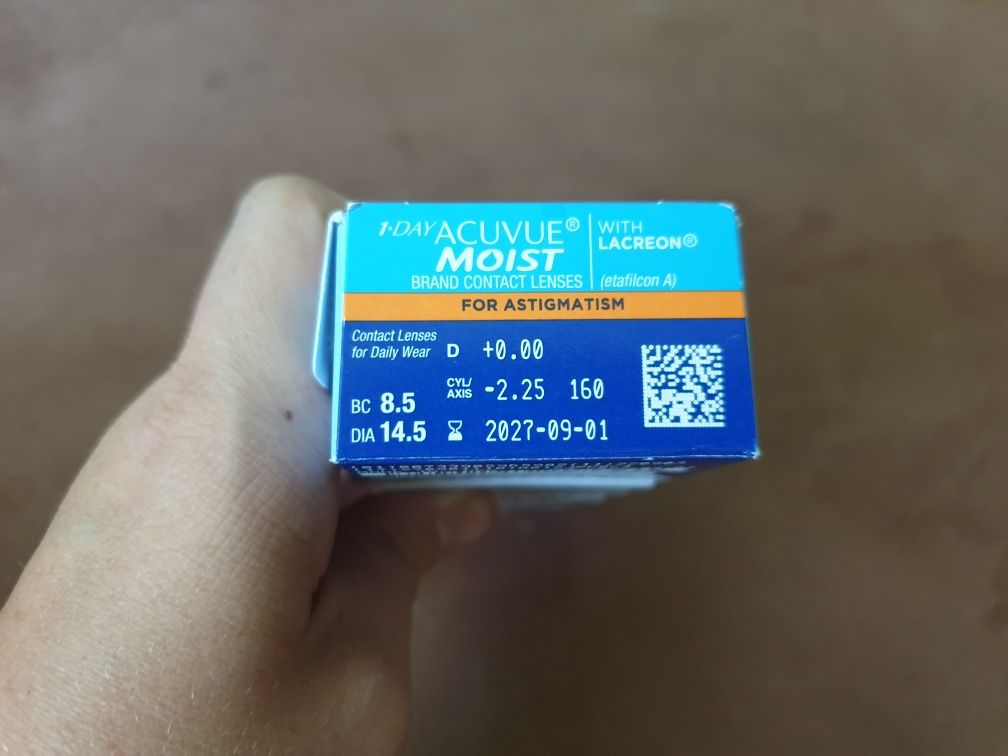 1·DAY ACUVUE®
MOIST
BRAND CONTACT LENSES
WITH
LACREON®
(etafilcon A)
FOR ASTIGMATISM
Contact Lenses
for Daily Wear
D +0.00
CYL/
AXIS -2.25 160
BC 8.5
DIA 14.5
2027-09-01